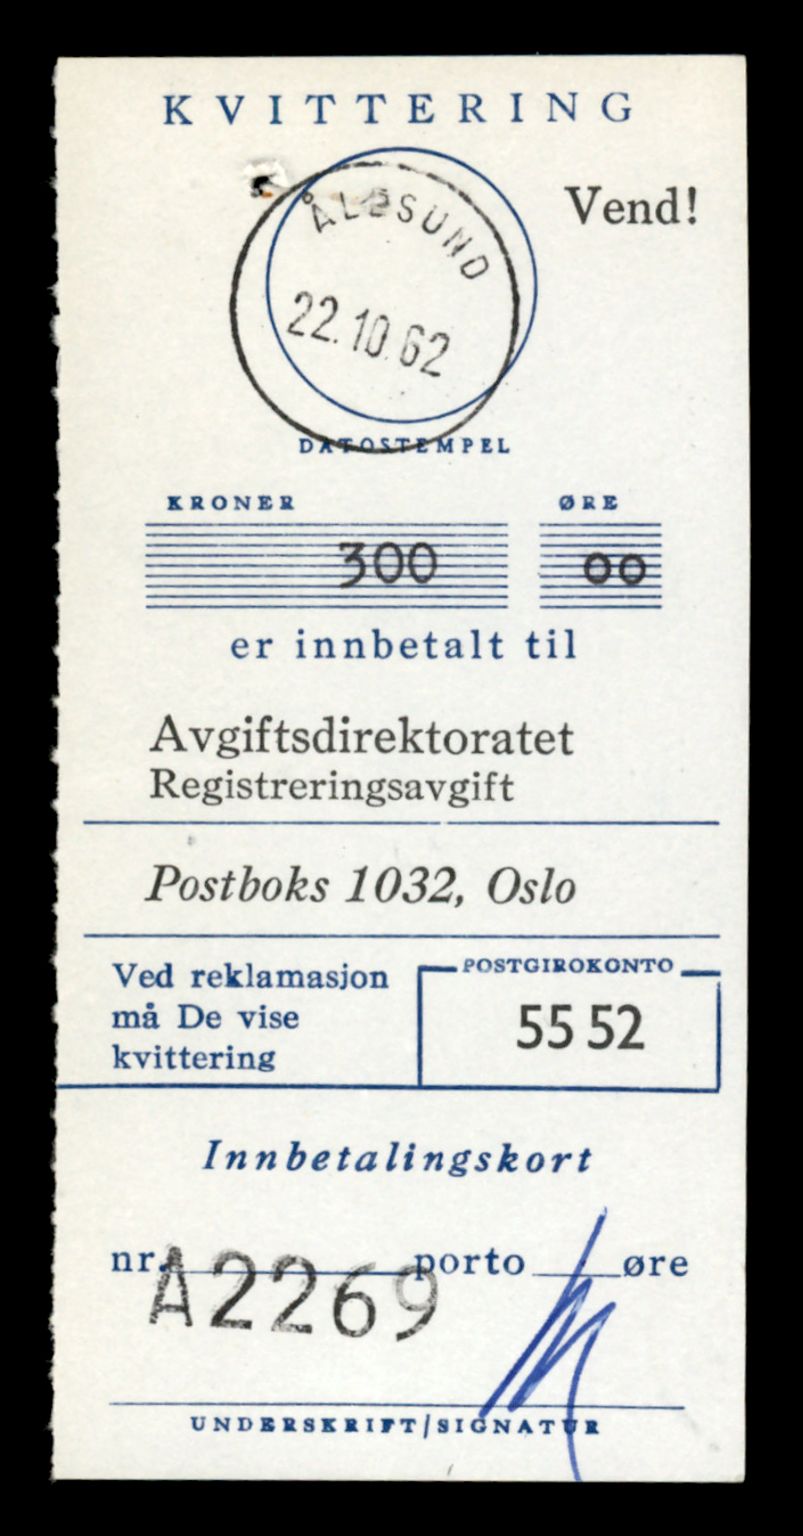 KVITTERING
Vend!
ÅLESUND
22.10.62
DATOSTEMPEL
KRONER ØRE
300 00
er innbetalt til
Avgiftsdirektoratet
Registreringsavgift
Postboks 1032, Oslo
Ved reklamasjon
må De vise
kvittering
POSTGIROKONTO
55 52
Innbetalingskort
nr. A2269 porto øre
UNDERSKRIFT/SIGNATUR